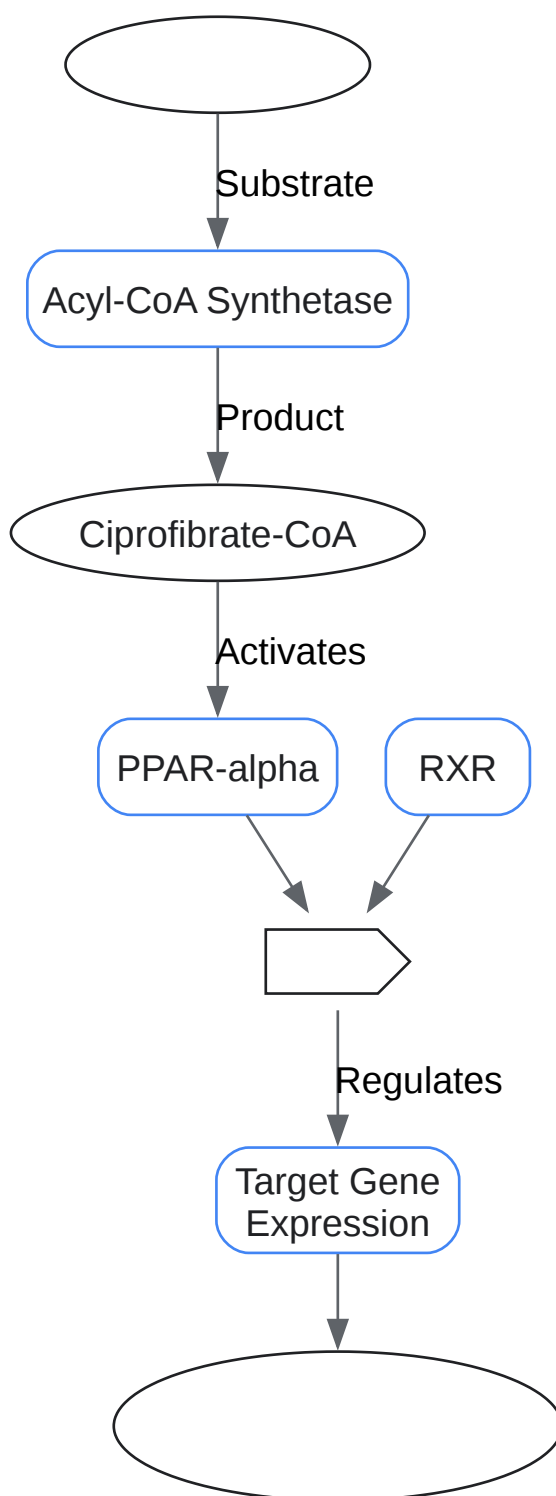 Substrate
Acyl-CoA Synthetase
Product
Ciprofibrate-CoA
Activates
PPAR-alpha
RXR
Regulates
Target Gene
Expression